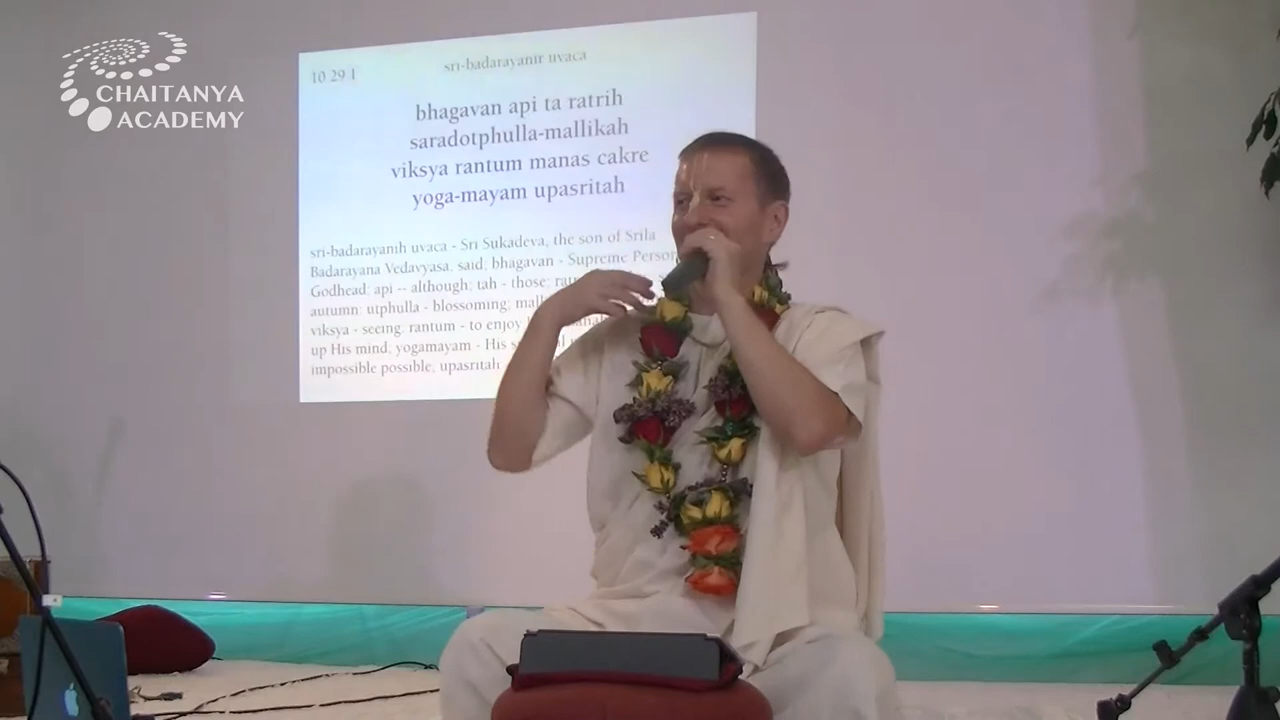 CHAITANYA
ACADEMY
10 29 1
sri-badarayanir uvaca
bhagavan api ta ratrih
saradotphulla-mallikah
viksya rantum manas cakre
yoga-mayam upasritah
sri-badarayanih uvaca - Sri Sukadeva, the son of Srila
Badarayana Vedavyasa, said; bhagavan - Supreme
Godhead; api -- although; tah - those;
autumn; utphulla - blossoming;
viksya - seeing; rantum - to enjoy
up His mind; yogamayam - His
impossible possible; upasritah